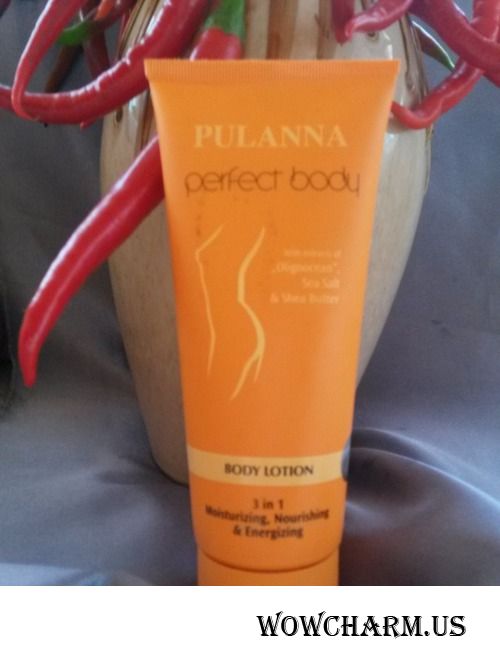 PULANNA
perfect body
with extracts of
„Oligoocean",
Sea Salt
& Shea Butter
BODY LOTION
3 in 1
Moisturizing, Nourishing
& Energizing
WOWCHARM.US